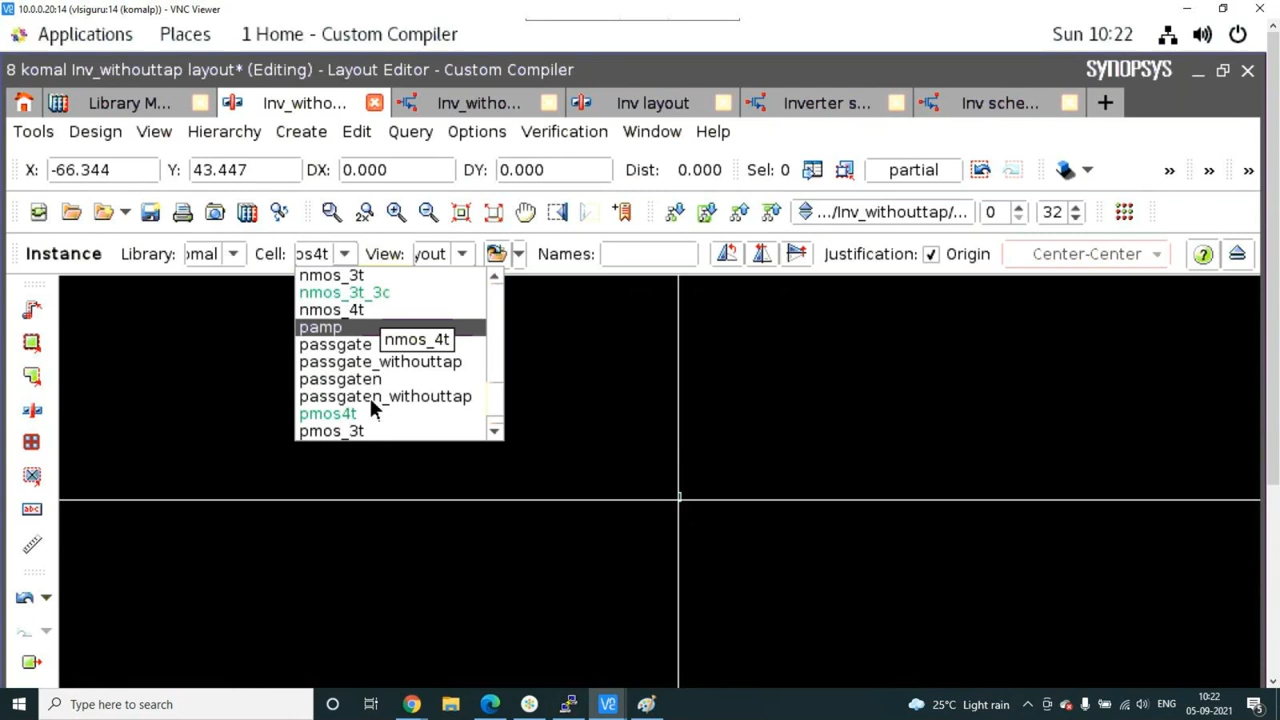 10.0.0.20:14 (vlsiguru:14 (komalp)) - VNC Viewer
Applications Places 1 Home - Custom Compiler Sun 10:22
8 komal Inv_withouttap layout* (Editing) - Layout Editor - Custom Compiler SYNOPSYS
Library M... Inv_witho... Inv_witho... Inv layout Inverter s... Inv sche...
Tools Design View Hierarchy Create Edit Query Options Verification Window Help
X: -66.344 Y: 43.447 DX: 0.000 DY: 0.000 Dist: 0.000 Sel: 0 partial » » »
.../Inv_withouttap/... 0 32
Instance Library: omal Cell: os4t View: yout Names: Justification: Origin Center-Center
nmos_3t
nmos_3t_3c
nmos_4t
pamp
nmos_4t
passgate
passgate_withouttap
passgaten
passgaten_withouttap
pmos4t
pmos_3t
abc
Type here to search
25°C Light rain ENG 10:22
05-09-2021